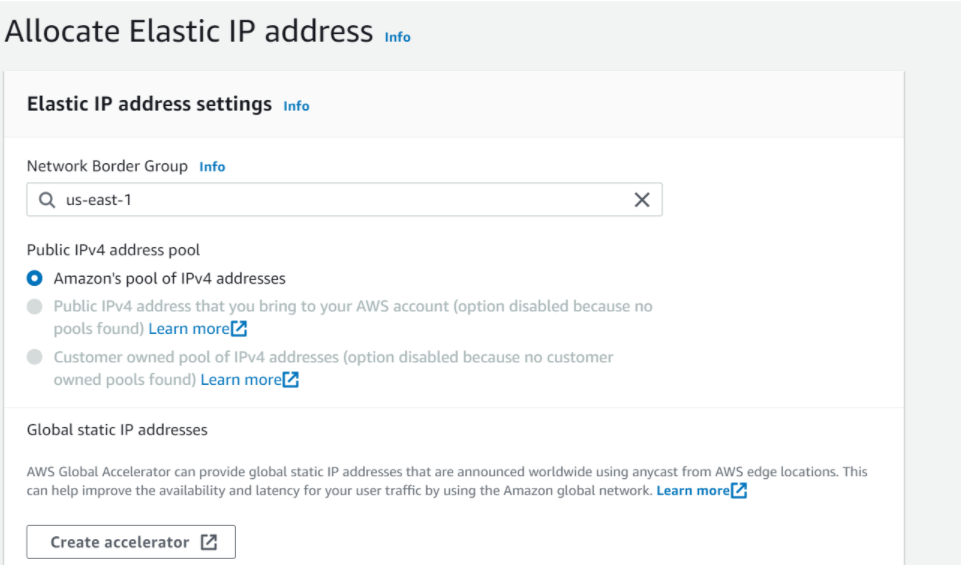 Allocate Elastic IP address Info
Elastic IP address settings Info
Network Border Group Info
us-east-1
Public IPv4 address pool
Amazon's pool of IPv4 addresses
Public IPv4 address that you bring to your AWS account (option disabled because no
pools found) Learn more
Customer owned pool of IPv4 addresses (option disabled because no customer
owned pools found) Learn more
Global static IP addresses
AWS Global Accelerator can provide global static IP addresses that are announced worldwide using anycast from AWS edge locations. This
can help improve the availability and latency for your user traffic by using the Amazon global network. Learn more
Create accelerator